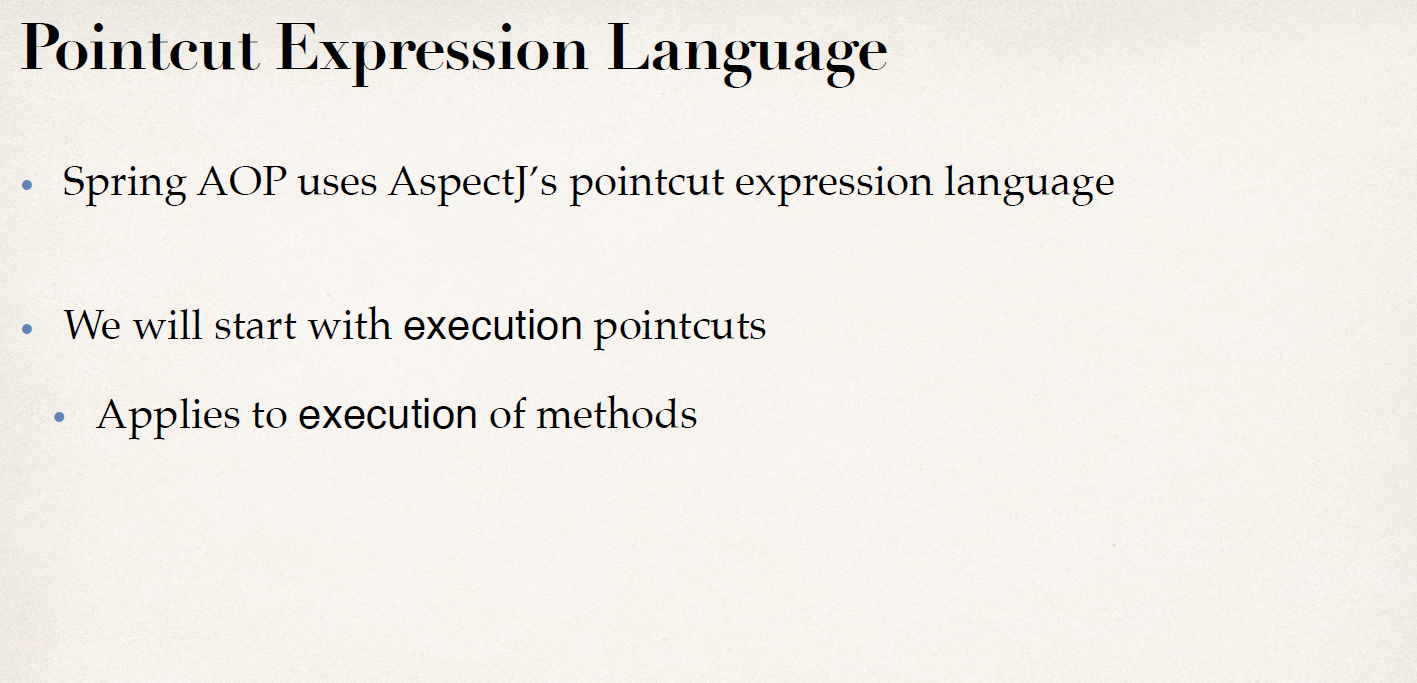 Pointcut Expression Language
• Spring AOP uses AspectJ’s pointcut expression language
• We will start with execution pointcuts
• Applies to execution of methods